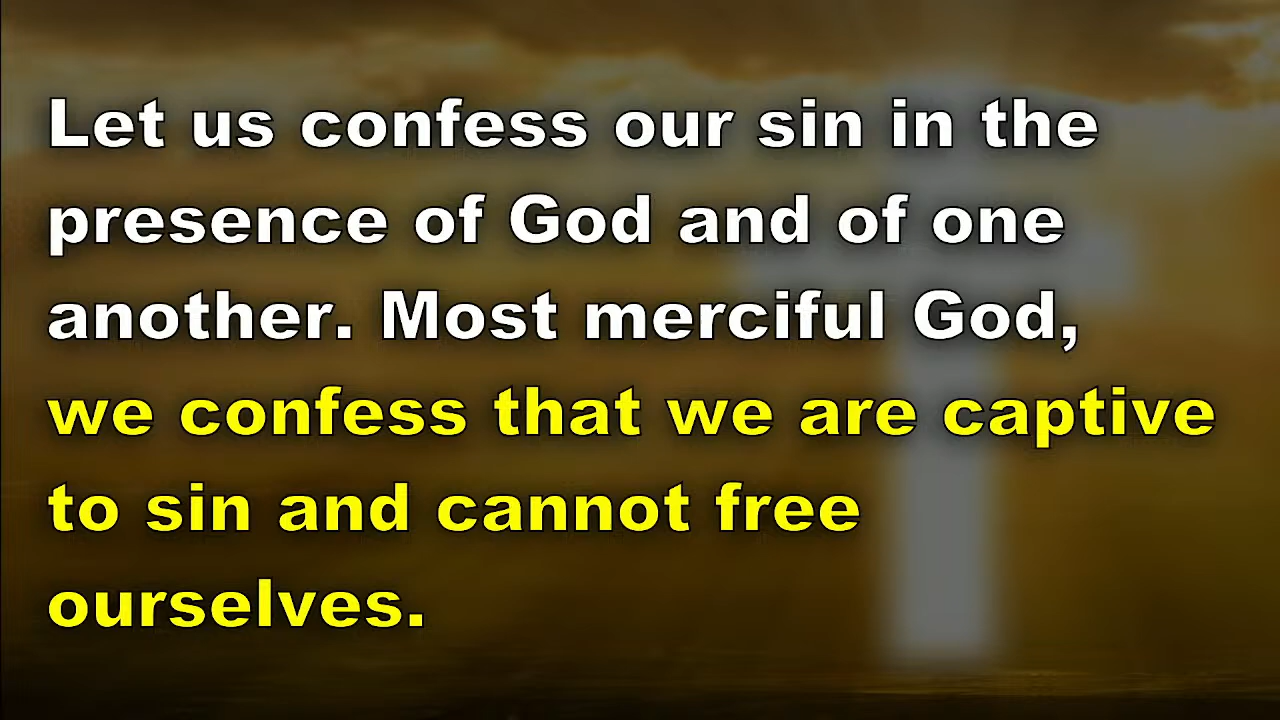 Let us confess our sin in the
presence of God and of one
another. Most merciful God,
we confess that we are captive
to sin and cannot free
ourselves.